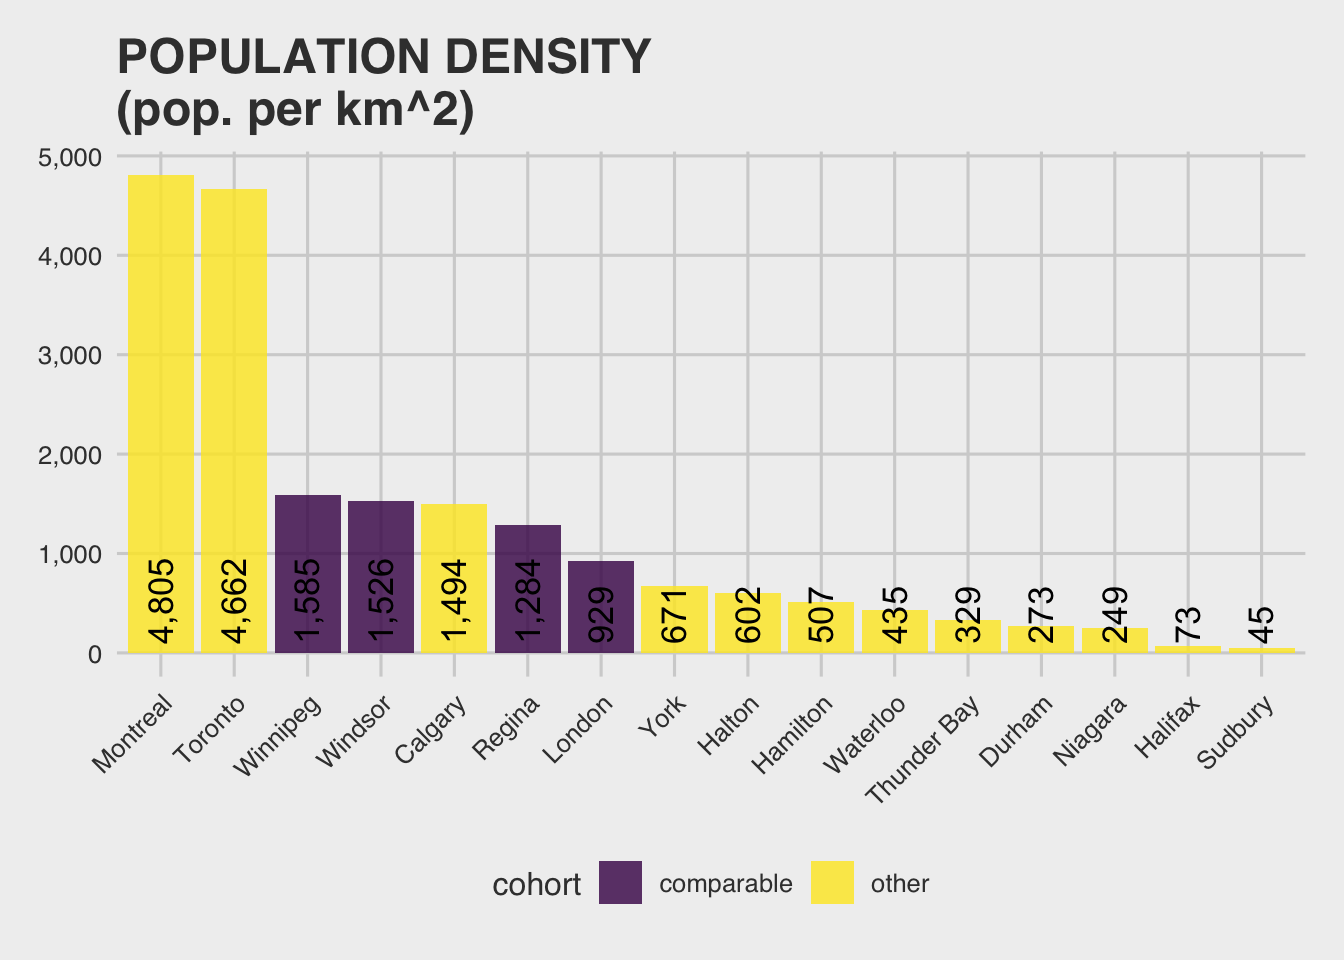 POPULATION DENSITY
(pop. per km^2)
5,000
4,000
3,000
2,000
1,000
0
4,805
4,662
1,585
1,526
1,494
1,284
929
671
602
507
435
329
273
249
73
45
Montreal
Toronto
Winnipeg
Windsor
Calgary
Regina
London
York
Halton
Hamilton
Waterloo
Thunder Bay
Durham
Niagara
Halifax
Sudbury
cohort comparable other